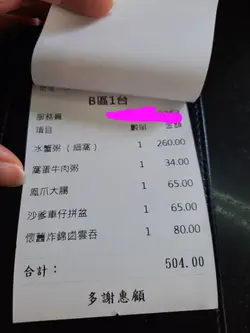 B區1台
服務員
項目 數量 金額
水蟹粥（細窩） 1 260.00
窩蛋牛肉粥 1 34.00
鳳爪大腸 1 65.00
沙爹車仔拼盆 1 65.00
懷舊炸錦鹵雲吞 1 80.00
合計： 504.00
多謝惠顧